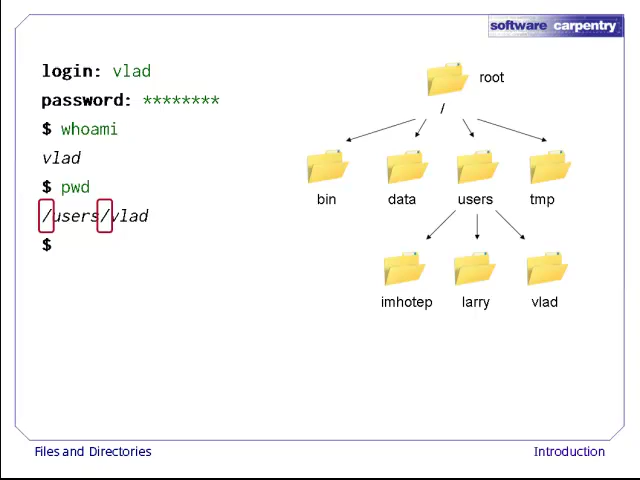 software carpentry
login: vlad
password: ********
$ whoami
vlad
$ pwd
/users/vlad
$
root
/
bin data users tmp
imhotep larry vlad
Files and Directories
Introduction